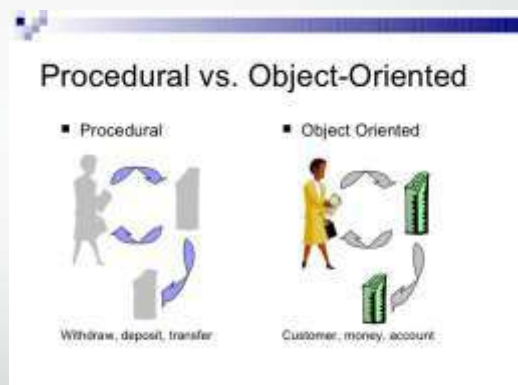 Procedural vs. Object-Oriented
Procedural
Object Oriented
Withdraw, deposit, transfer
Customer, money, account